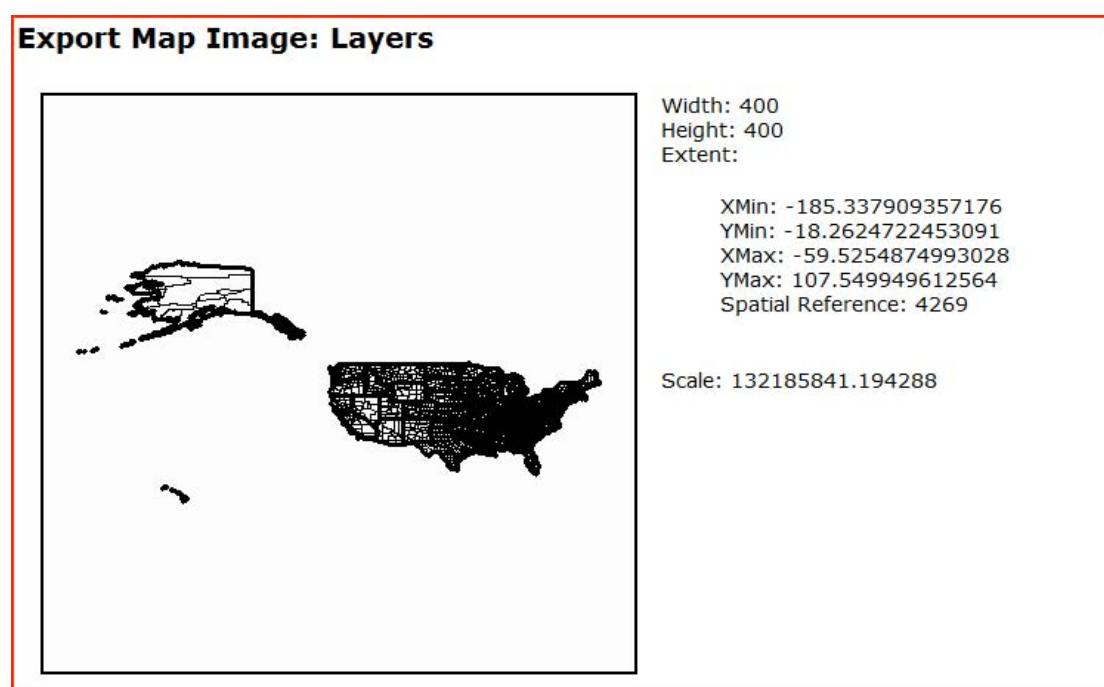 Export Map Image: Layers
Width: 400
Height: 400
Extent:
XMin: -185.337909357176
YMin: -18.2624722453091
XMax: -59.5254874993028
YMax: 107.549949612564
Spatial Reference: 4269
Scale: 132185841.194288